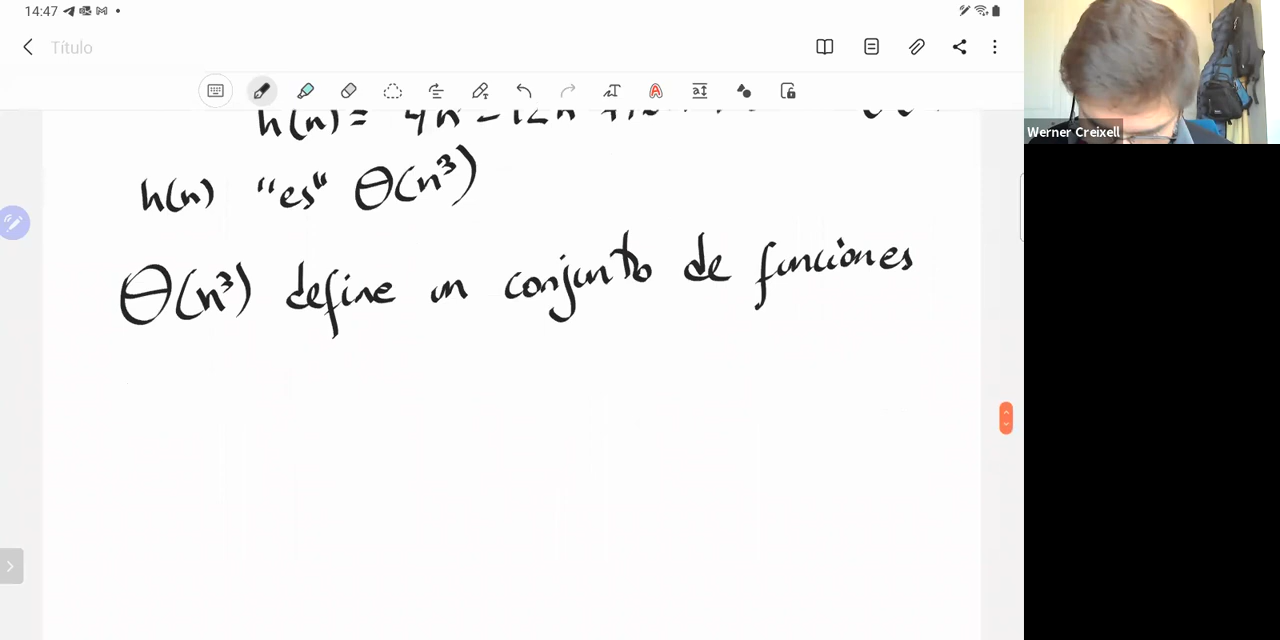 14:47
Título
h(n) =
h(n) "es" Θ(n³)
Θ(n³) define un conjunto de funciones
Werner Creixell